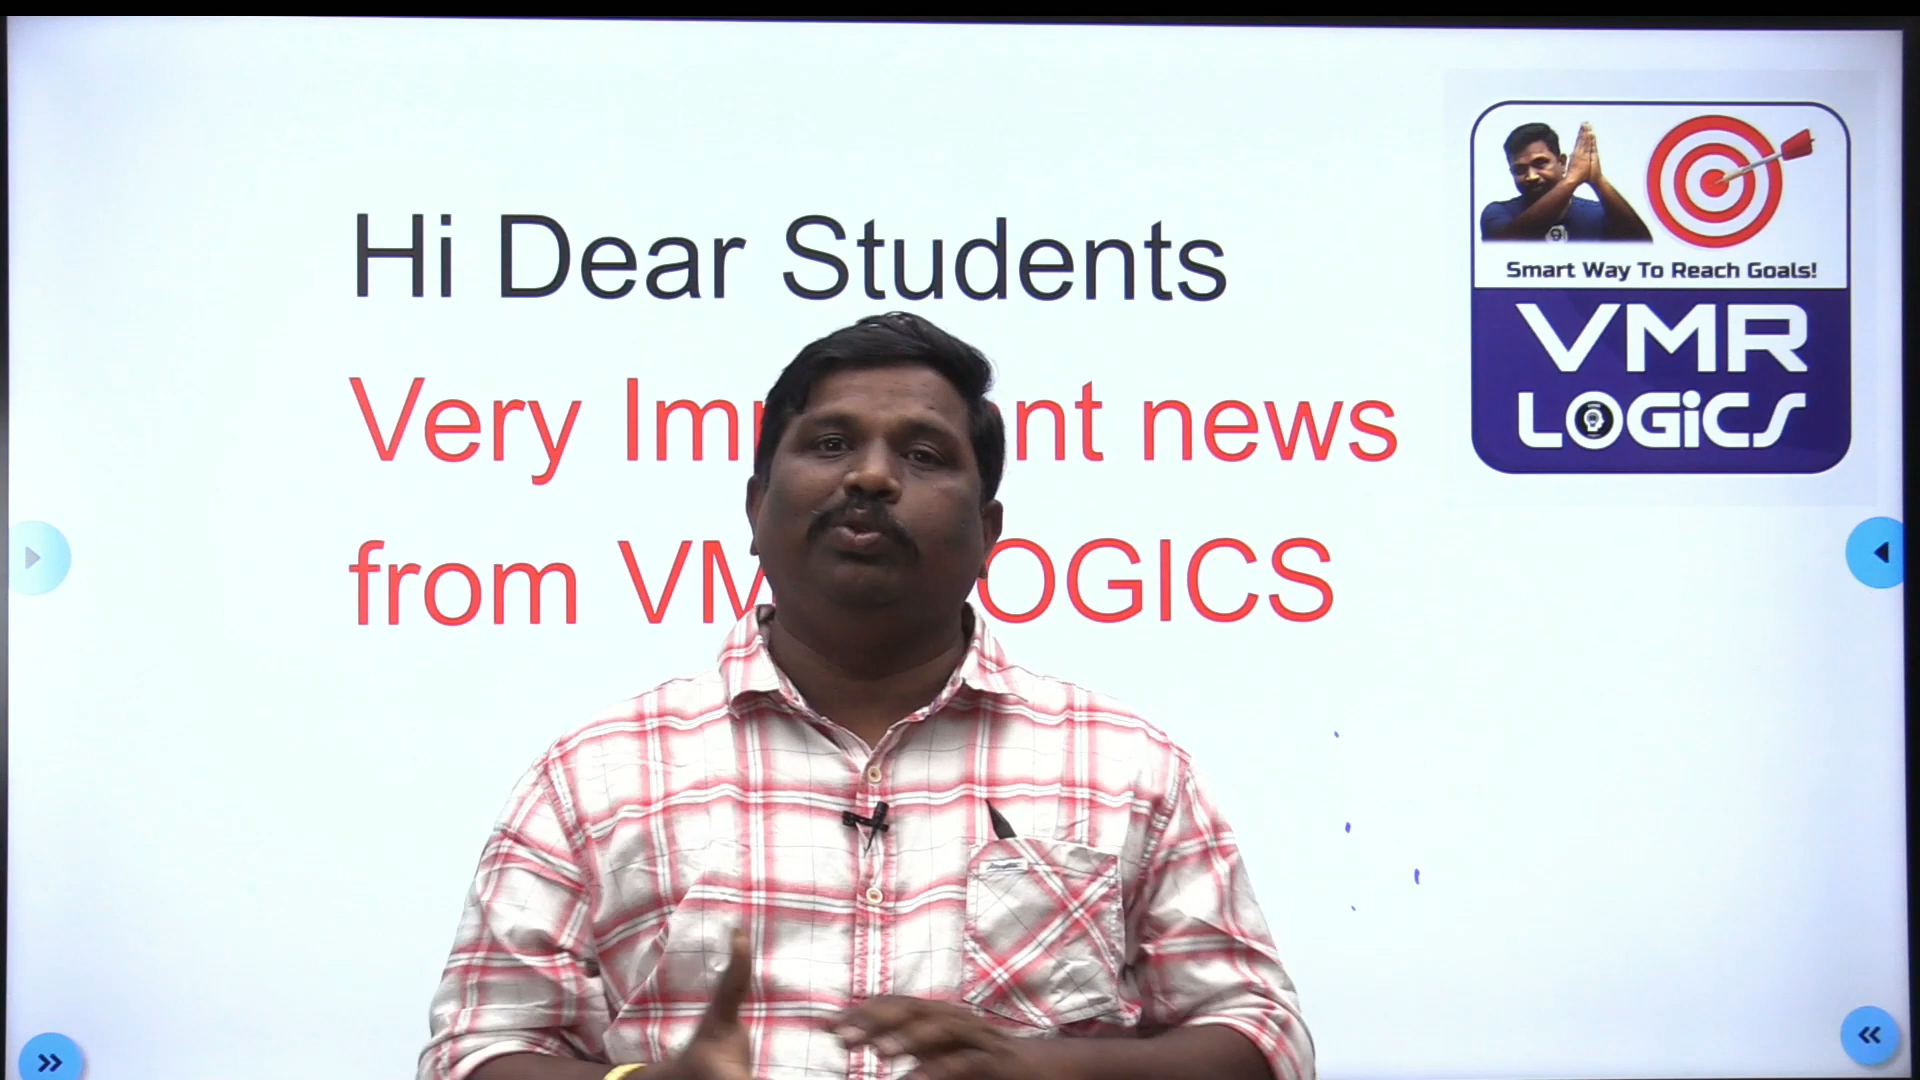 Hi Dear Students
Very Im nt news
from VM OGICS
Smart Way To Reach Goals!
VMR
LOGiCS